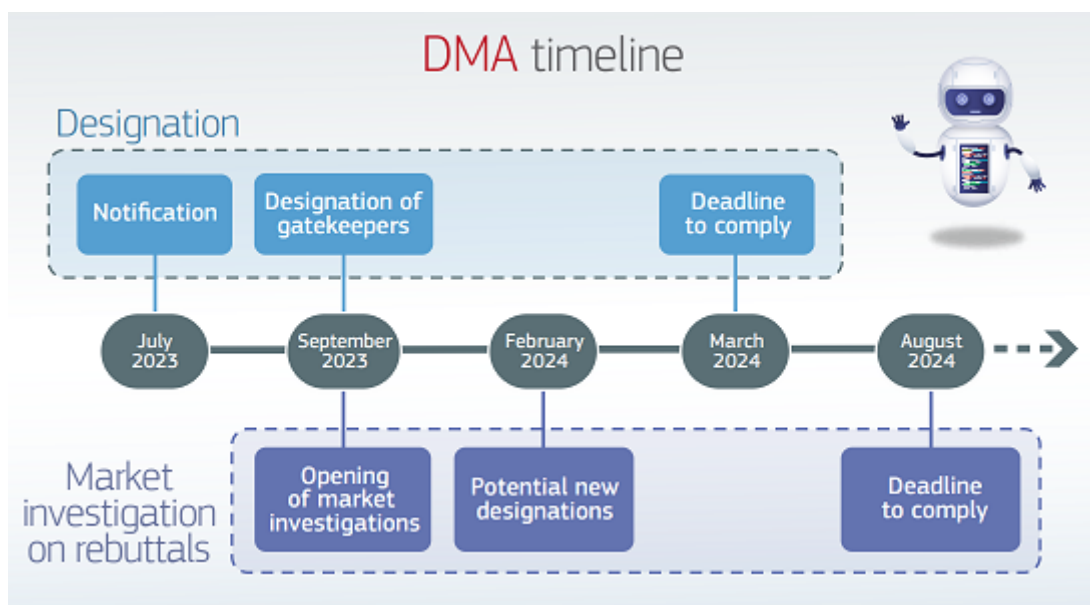 DMA timeline
Designation
Notification
Designation of
gatekeepers
Deadline
to comply
July
2023
September
2023
February
2024
March
2024
August
2024
Market
investigation
on rebuttals
Opening
of market
investigations
Potential new
designations
Deadline
to comply